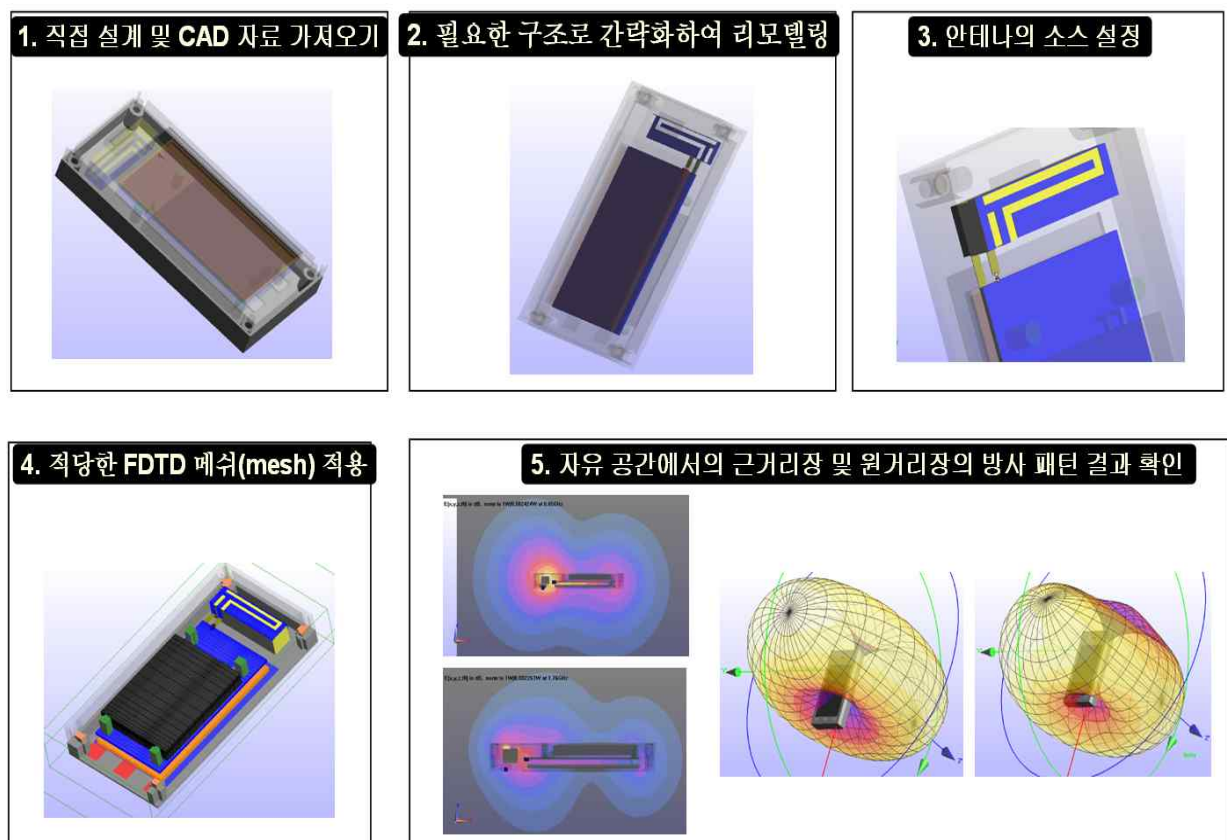 1. 직접 설계 및 CAD 자료 가져오기
2. 필요한 구조로 간략화하여 리모델링
3. 안테나의 소스 설정
4. 적당한 FDTD 메쉬(mesh) 적용
5. 자유 공간에서의 근거리장 및 원거리장의 방사 패턴 결과 확인